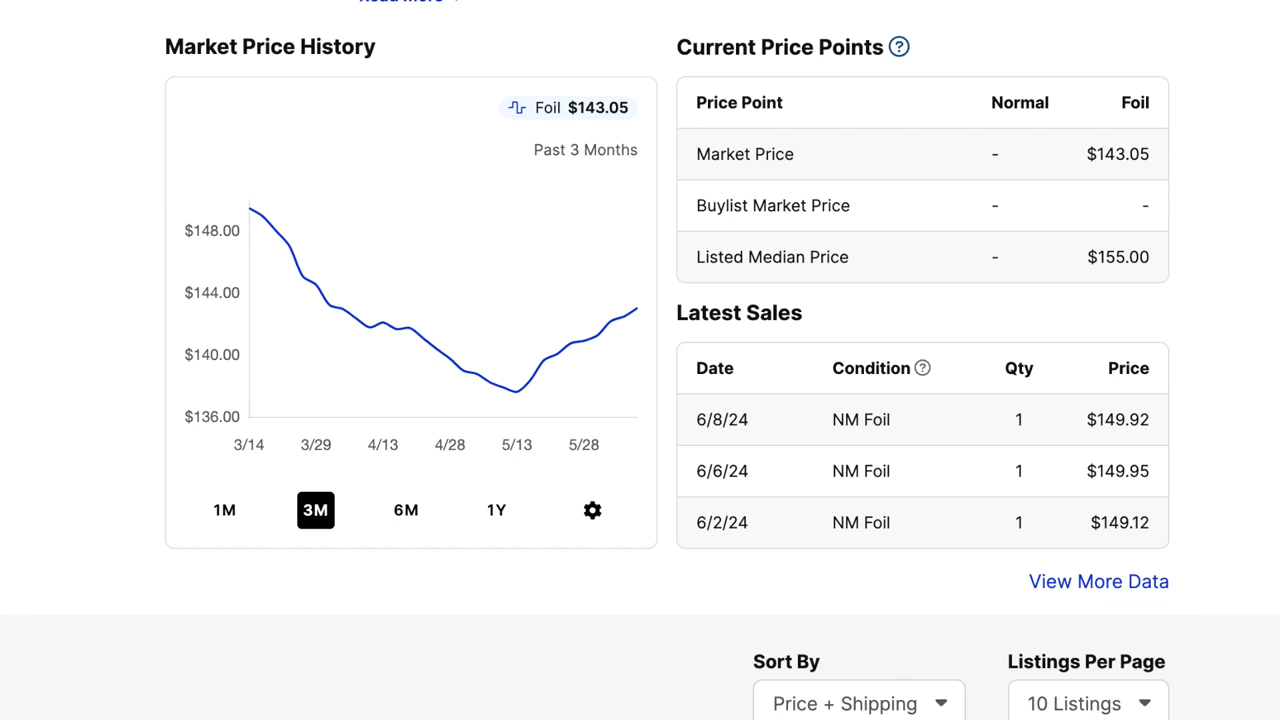 Read More
Market Price History
Foil $143.05
Past 3 Months
$148.00
$144.00
$140.00
$136.00
3/14 3/29 4/13 4/28 5/13 5/28
1M 3M 6M 1Y
Current Price Points ?
Price Point Normal Foil
Market Price - $143.05
Buylist Market Price - -
Listed Median Price - $155.00
Latest Sales
Date Condition ? Qty Price
6/8/24 NM Foil 1 $149.92
6/6/24 NM Foil 1 $149.95
6/2/24 NM Foil 1 $149.12
View More Data
Sort By Listings Per Page
Price + Shipping 10 Listings